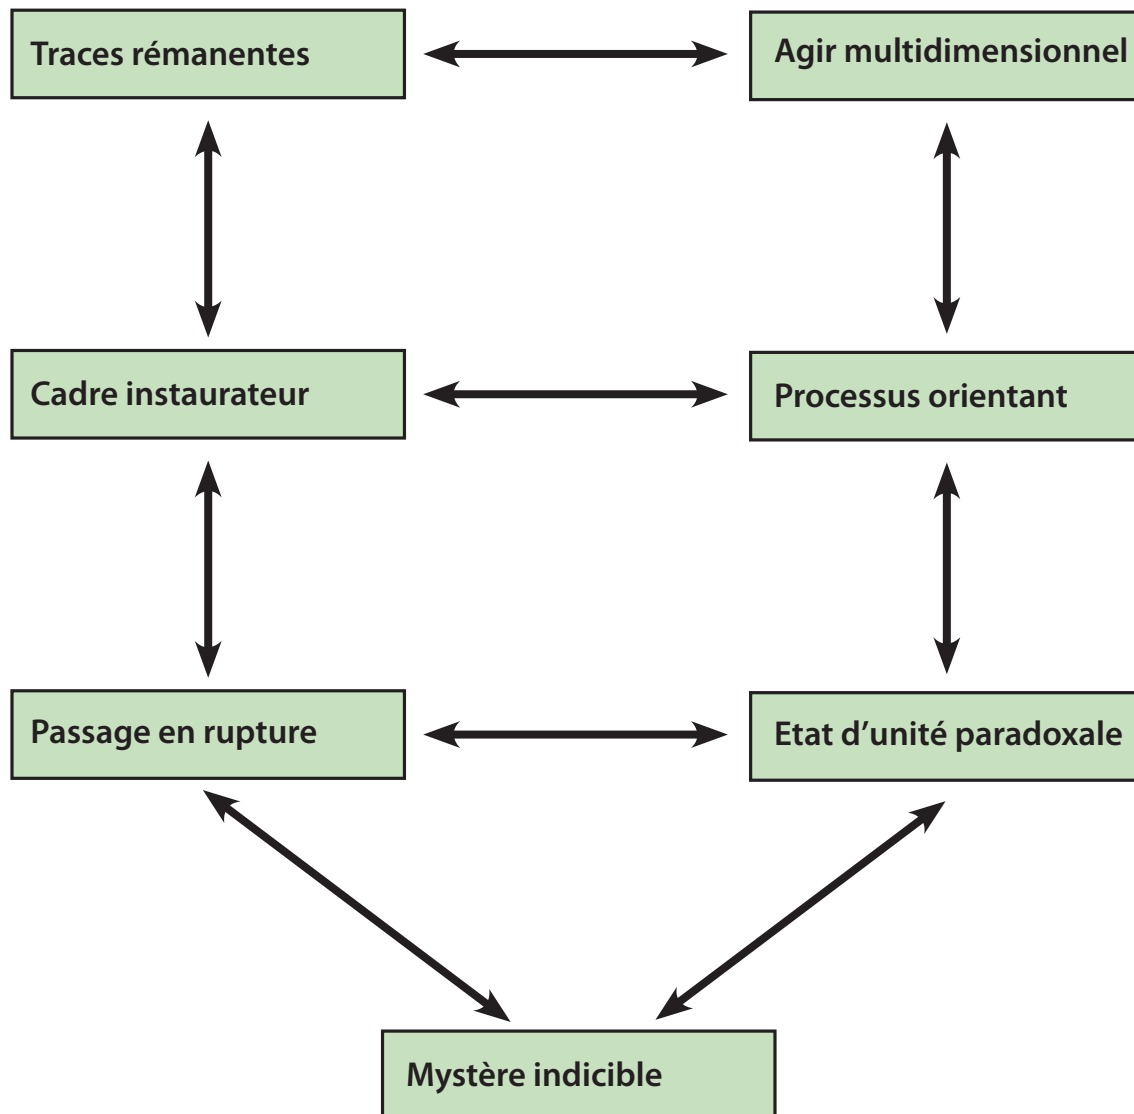 Traces rémanentes
Agir multidimensionnel
Cadre instaurateur
Processus orientant
Passage en rupture
Etat d’unité paradoxale
Mystère indicible